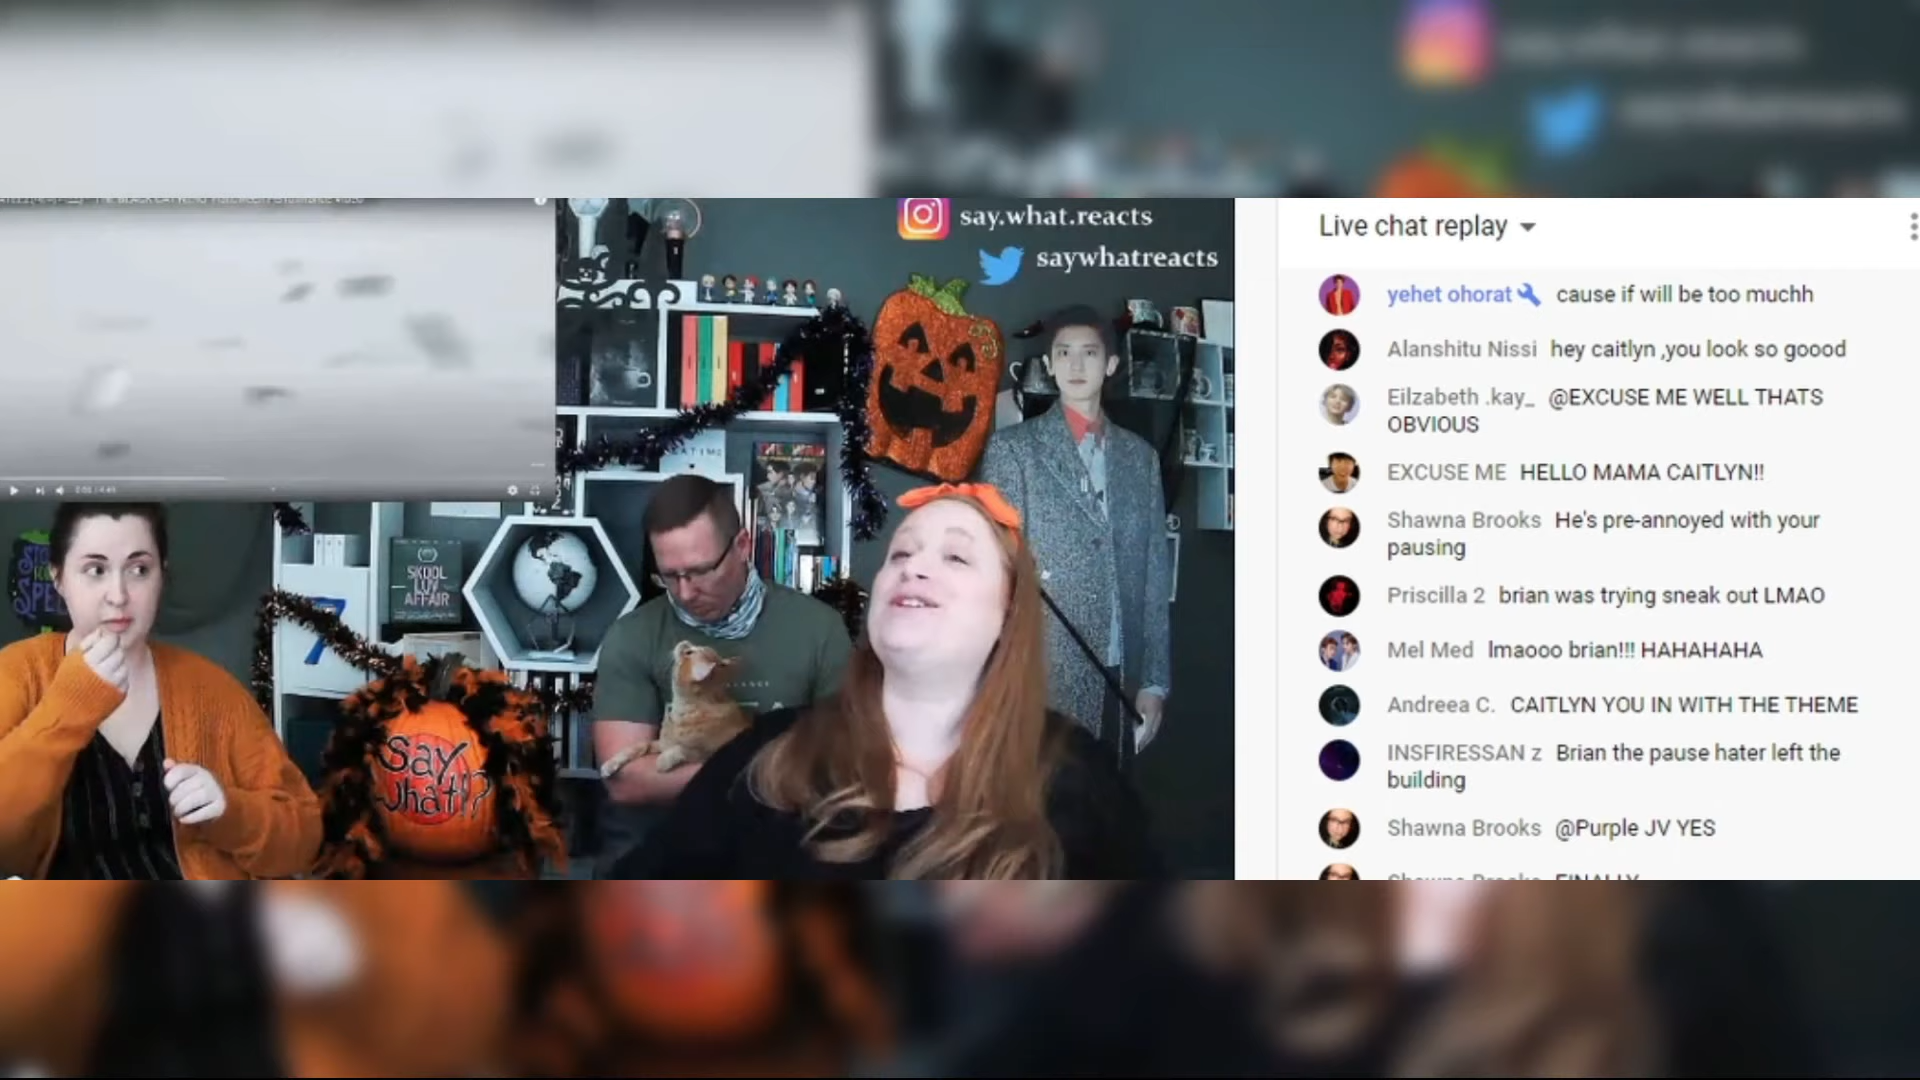 say.what.reacts
saywhatreacts
SKOOL
LUV
AFFAIR
7
Say
What!?
Live chat replay
yehet ohorat cause if will be too muchh
Alanshitu Nissi hey caitlyn ,you look so goood
Eilzabeth .kay_ @EXCUSE ME WELL THATS
OBVIOUS
EXCUSE ME HELLO MAMA CAITLYN!!
Shawna Brooks He's pre-annoyed with your
pausing
Priscilla 2 brian was trying sneak out LMAO
Mel Med lmaooo brian!!! HAHAHAHA
Andreea C. CAITLYN YOU IN WITH THE THEME
INSFIRESSAN z Brian the pause hater left the
building
Shawna Brooks @Purple JV YES